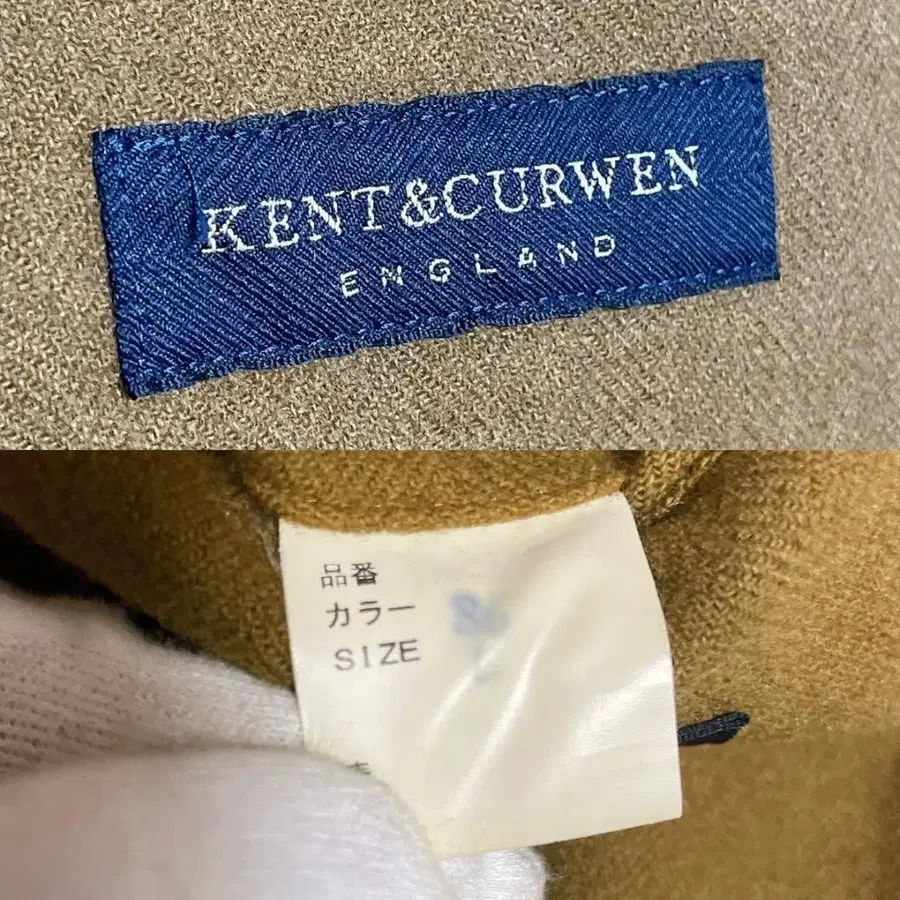 KENT&CURWEN
ENGLAND
品番
カラー
SIZE